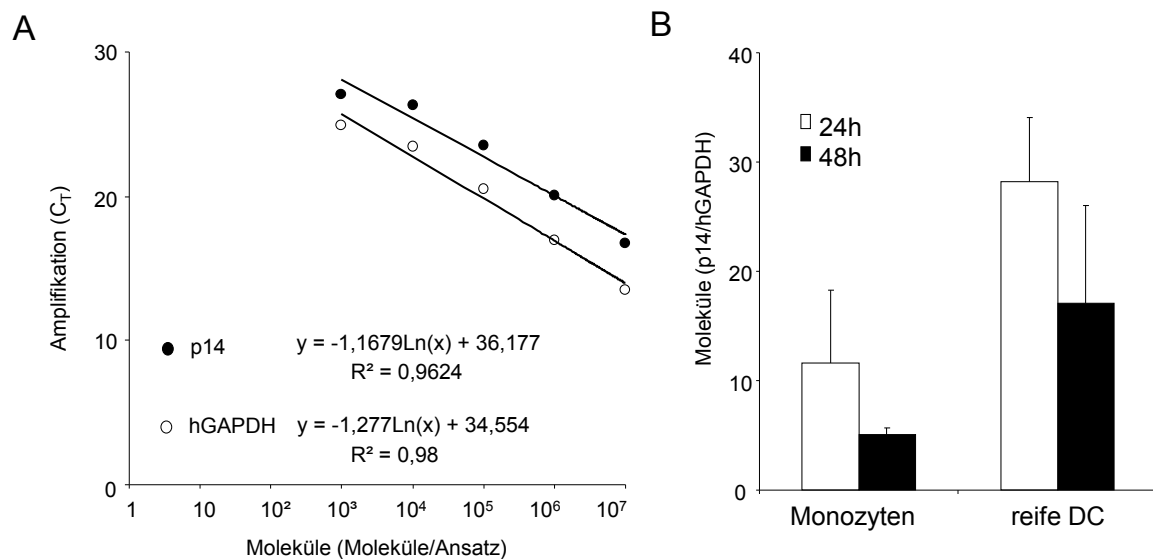 A
Amplifikation (C_T)
30
20
10
0
● p14 y = -1,1679Ln(x) + 36,177
R² = 0,9624
○ hGAPDH y = -1,277Ln(x) + 34,554
R² = 0,98
1 10 10² 10³ 10⁴ 10⁵ 10⁶ 10⁷
Moleküle (Moleküle/Ansatz)
B
Moleküle (p14/hGAPDH)
40
30
20
10
0
24h
48h
Monozyten reife DC